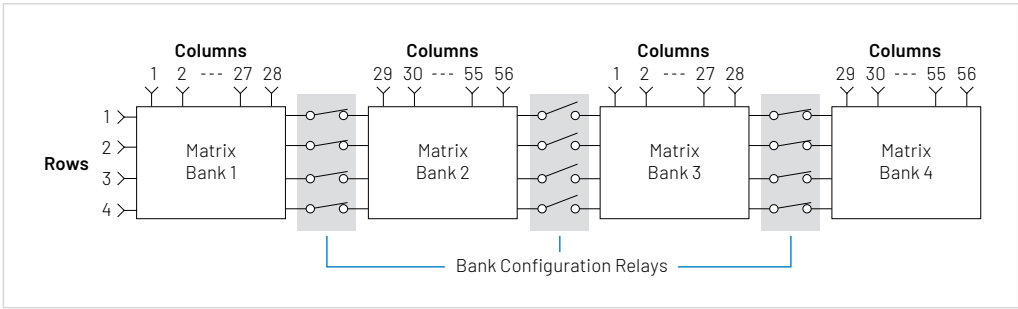 Columns Columns Columns Columns
1 2 --- 27 28 29 30 --- 55 56 1 2 --- 27 28 29 30 --- 55 56
1
2
Rows
3
4
Matrix
Bank 1
Matrix
Bank 2
Matrix
Bank 3
Matrix
Bank 4
Bank Configuration Relays